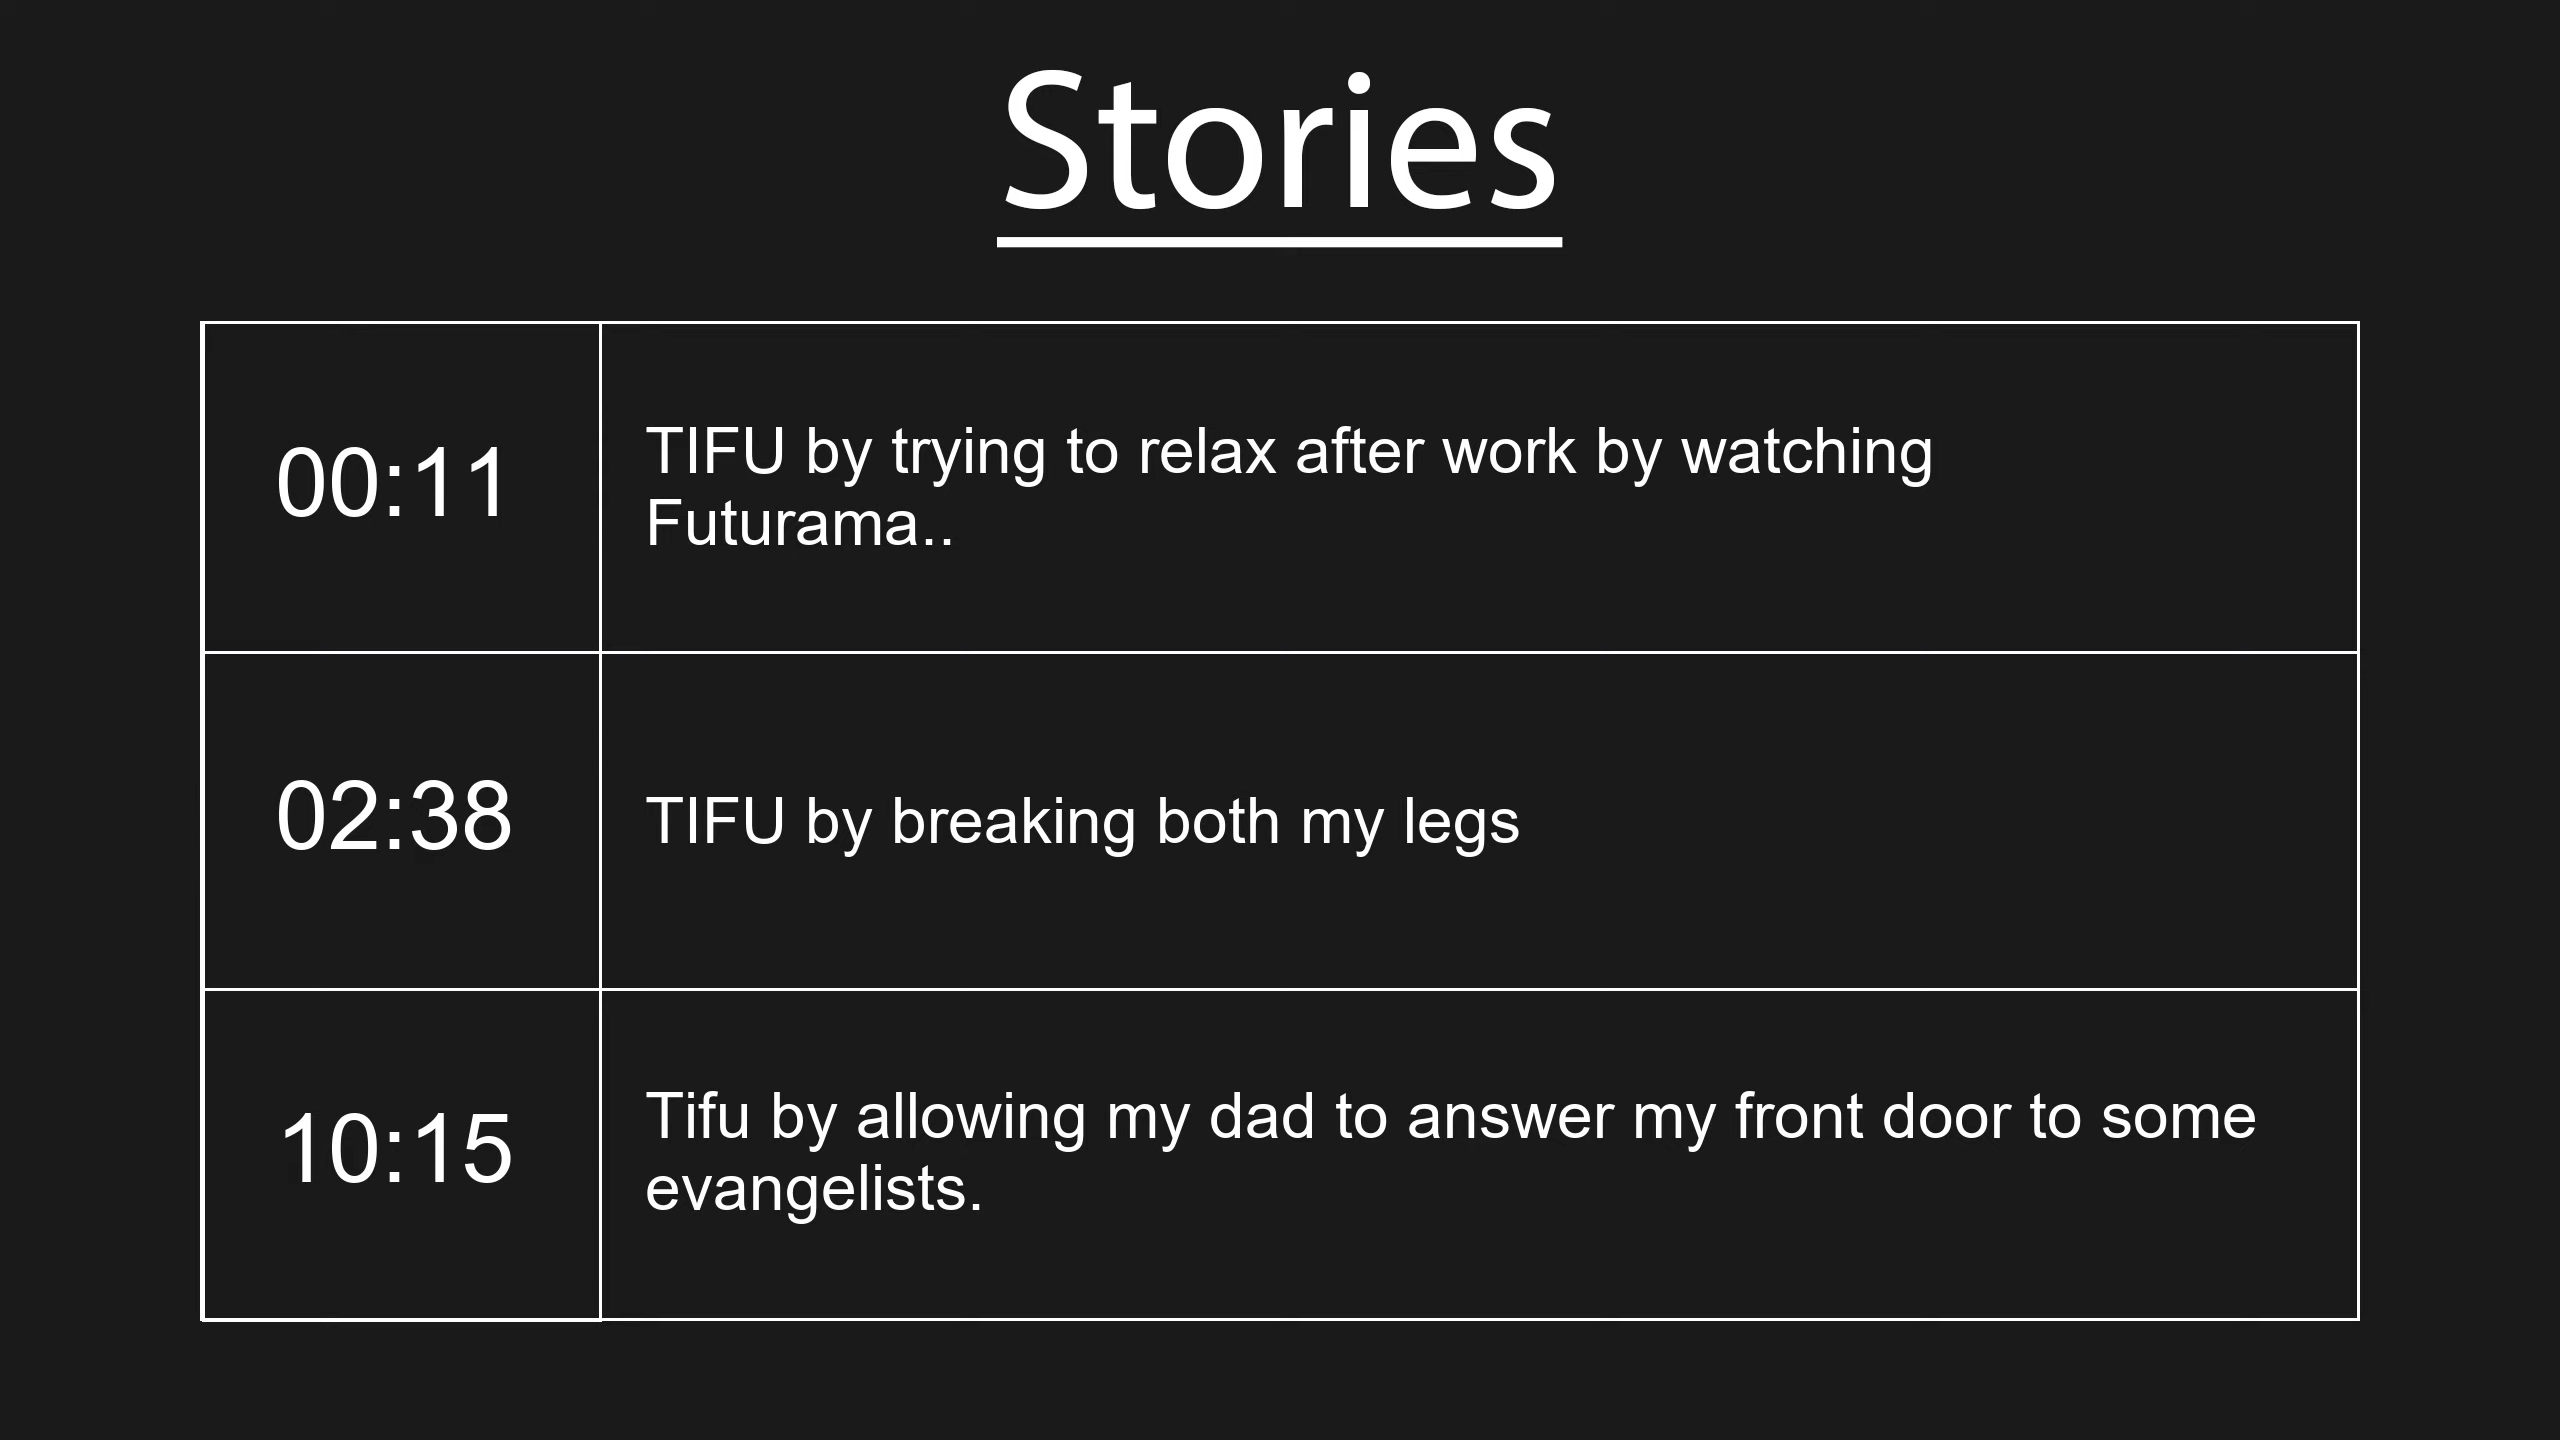 Stories
00:11
TIFU by trying to relax after work by watching
Futurama..
02:38
TIFU by breaking both my legs
10:15
Tifu by allowing my dad to answer my front door to some
evangelists.